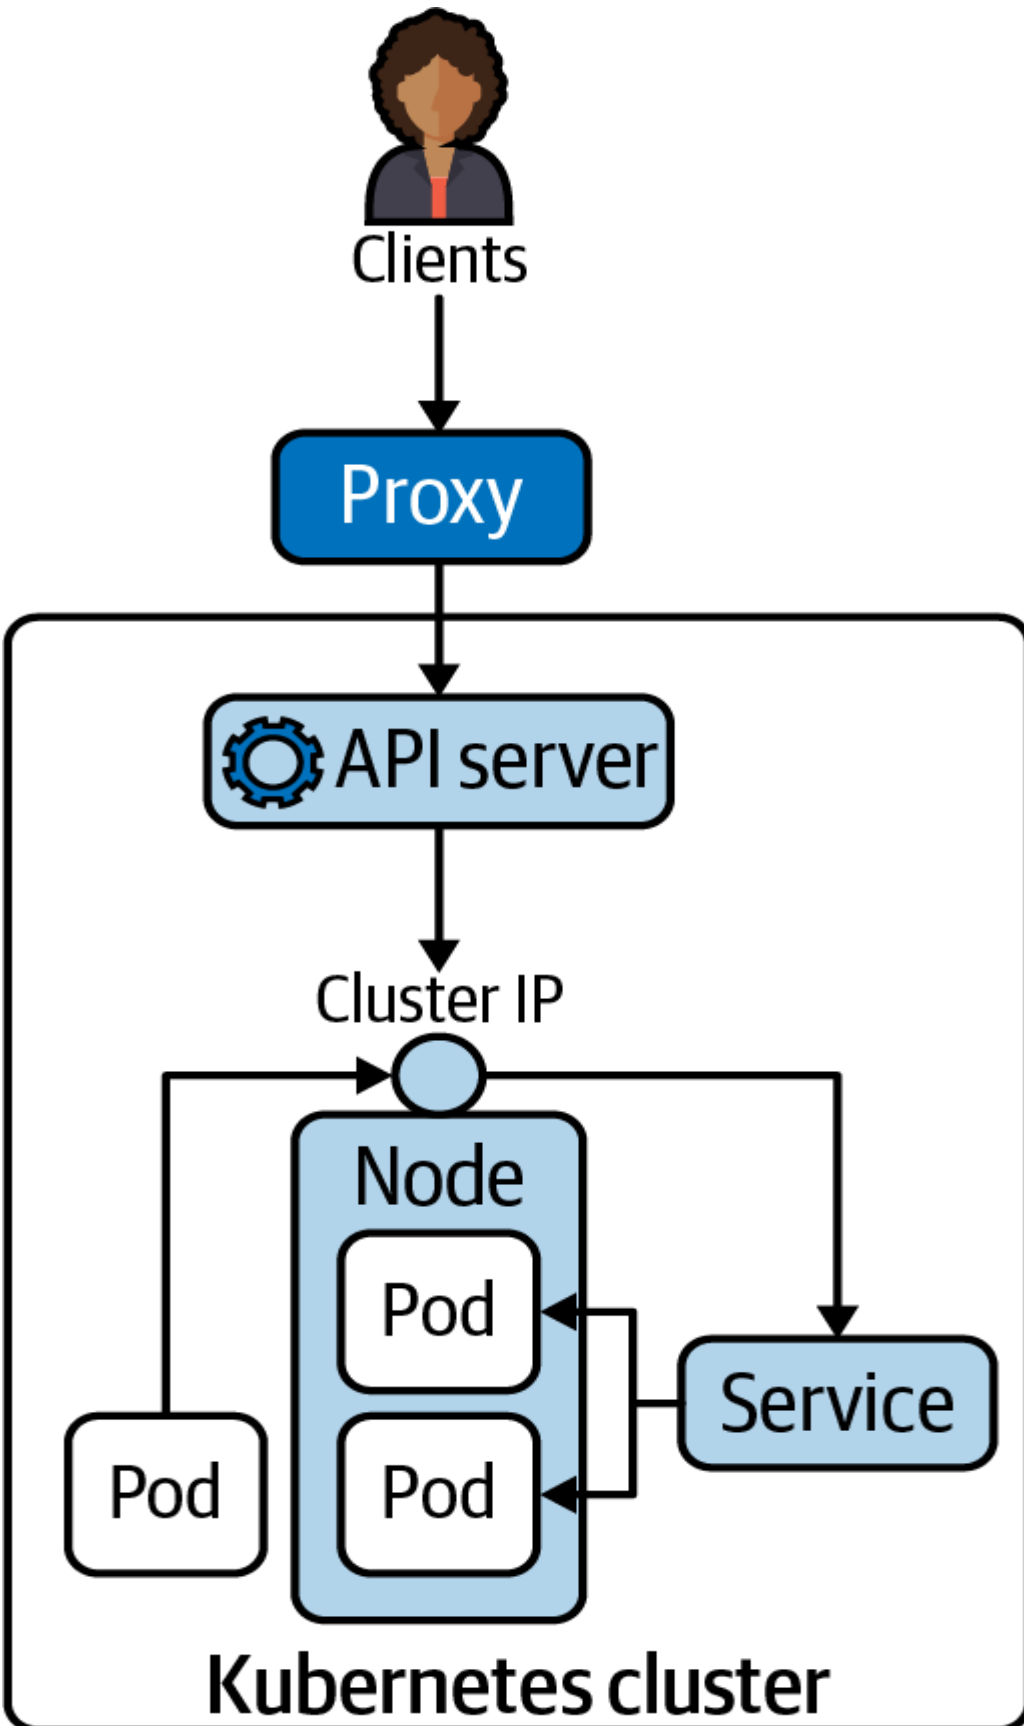 Clients
Proxy
API server
Cluster IP
Node
Pod
Service
Pod
Pod
Kubernetes cluster